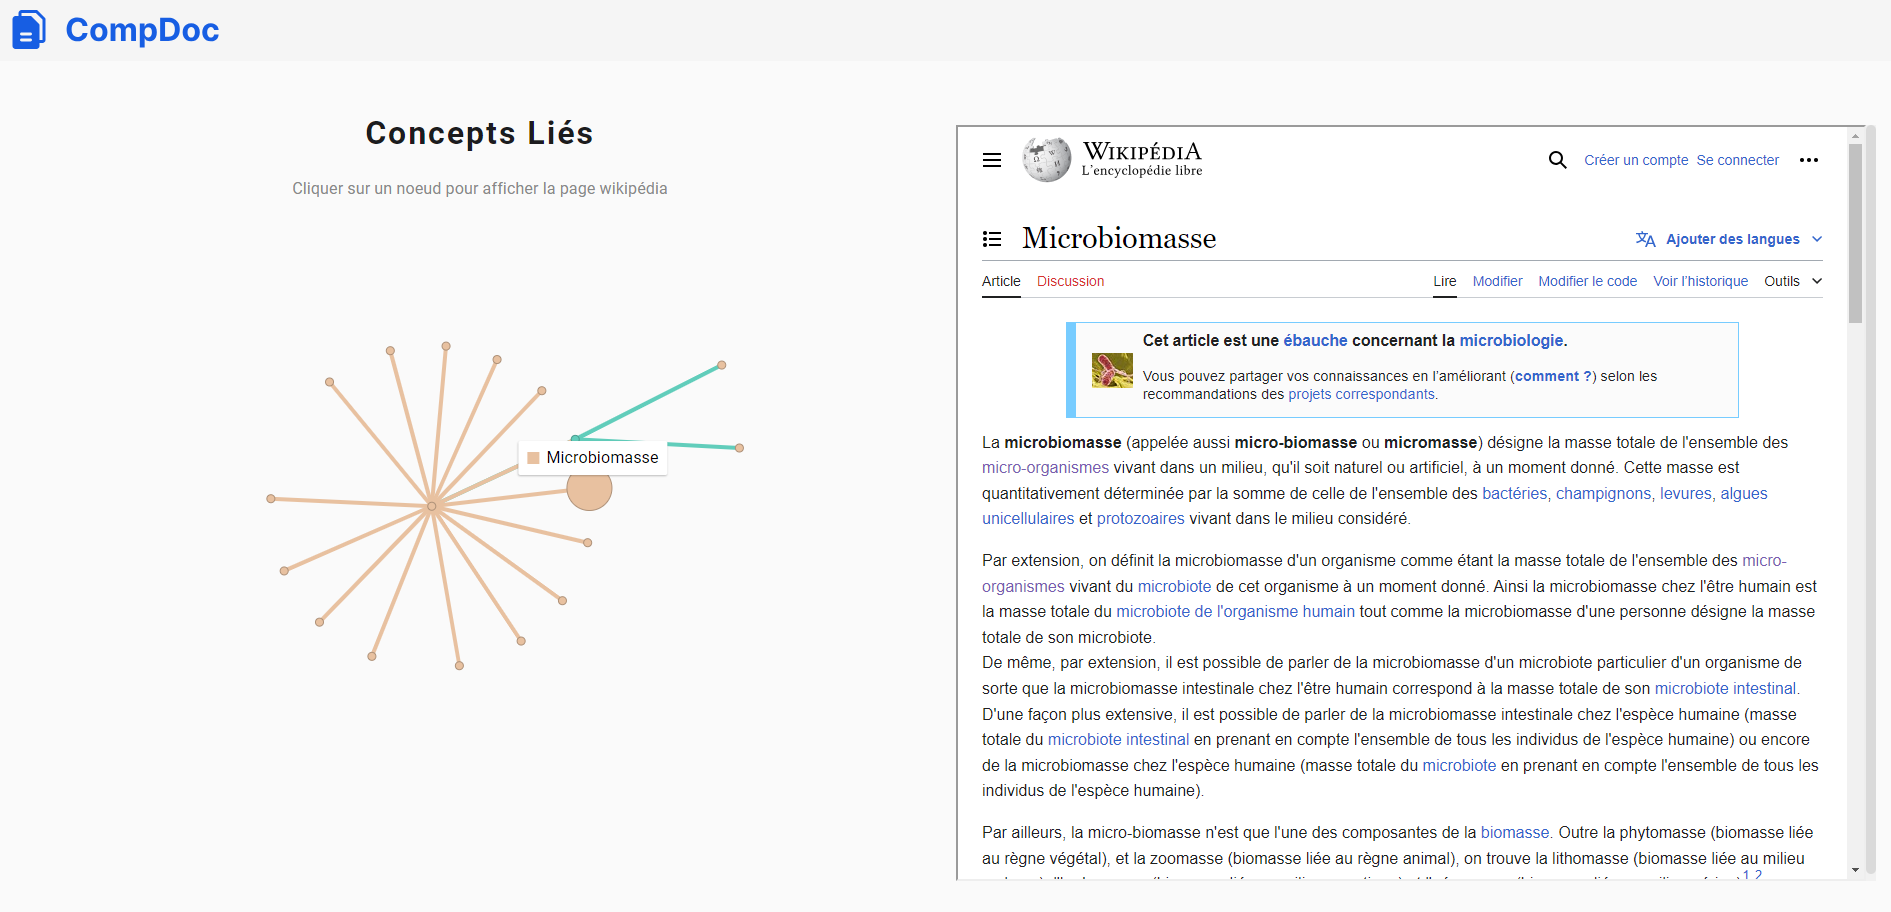 CompDoc
Concepts Liés
Cliquer sur un noeud pour afficher la page wikipédia
Microbiomasse
WIKIPÉDIA
L'encyclopédie libre
Créer un compte Se connecter
Microbiomasse
Ajouter des langues
Article Discussion
Lire Modifier Modifier le code Voir l'historique Outils
Cet article est une ébauche concernant la microbiologie.
Vous pouvez partager vos connaissances en l'améliorant (comment ?) selon les
recommandations des projets correspondants.
La microbiomasse (appelée aussi micro-biomasse ou micromasse) désigne la masse totale de l'ensemble des
micro-organismes vivant dans un milieu, qu'il soit naturel ou artificiel, à un moment donné. Cette masse est
quantitativement déterminée par la somme de celle de l'ensemble des bactéries, champignons, levures, algues
unicellulaires et protozoaires vivant dans le milieu considéré.
Par extension, on définit la microbiomasse d'un organisme comme étant la masse totale de l'ensemble des micro-
organismes vivant du microbiote de cet organisme à un moment donné. Ainsi la microbiomasse chez l'être humain est
la masse totale du microbiote de l'organisme humain tout comme la microbiomasse d'une personne désigne la masse
totale de son microbiote.
De même, par extension, il est possible de parler de la microbiomasse d'un microbiote particulier d'un organisme de
sorte que la microbiomasse intestinale chez l'être humain correspond à la masse totale de son microbiote intestinal.
D'une façon plus extensive, il est possible de parler de la microbiomasse intestinale chez l'espèce humaine (masse
totale du microbiote intestinal en prenant en compte l'ensemble de tous les individus de l'espèce humaine) ou encore
de la microbiomasse chez l'espèce humaine (masse totale du microbiote en prenant en compte l'ensemble de tous les
individus de l'espèce humaine).
Par ailleurs, la micro-biomasse n'est que l'une des composantes de la biomasse. Outre la phytomasse (biomasse liée
au règne végétal), et la zoomasse (biomasse liée au règne animal), on trouve la lithomasse (biomasse liée au milieu
1, 2